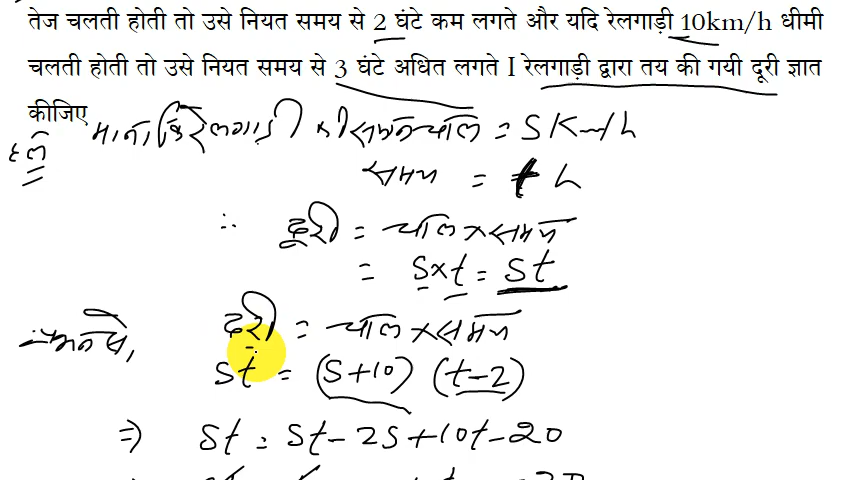 तेज चलती होती तो उसे नियत समय से 2 घंटे कम लगते और यदि रेलगाड़ी 10km/h धीमी
चलती होती तो उसे नियत समय से 3 घंटे अधित लगते I रेलगाड़ी द्वारा तय की गयी दूरी ज्ञात
कीजिए
हल माना कि रेलगाड़ी की समान चाल = S Km/h
समय = t h
∴ दूरी = चाल × समय
= S×t = St
दूरी = चाल × समय
St = (S+10) (t-2)
⇒ St = St - 2S + 10t - 20